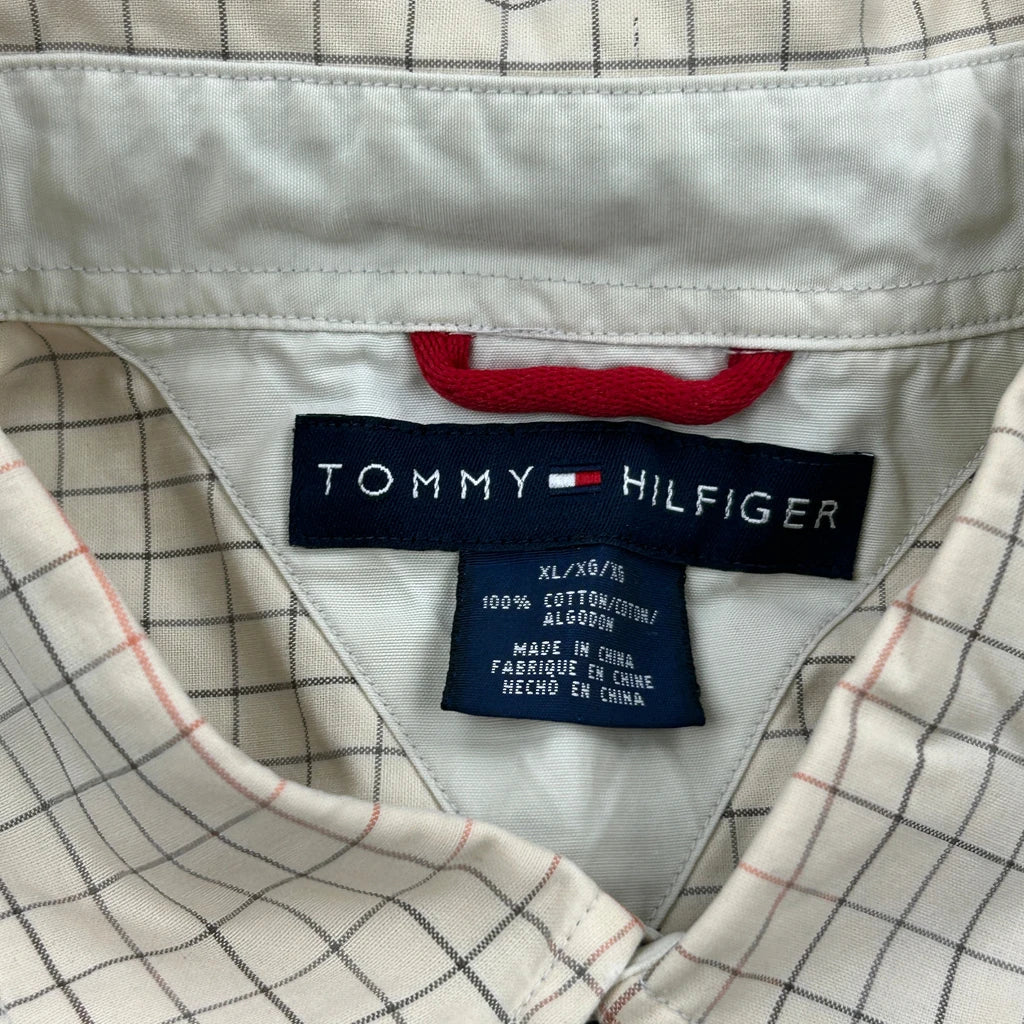 TOMMY HILFIGER
XL/XG/XG
100% COTTON/COTON/
ALGODON
MADE IN CHINA
FABRIQUE EN CHINE
HECHO EN CHINA